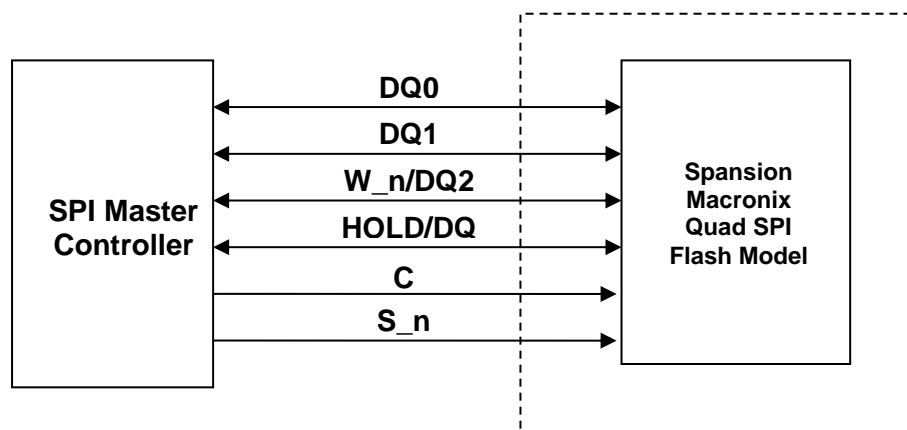 SPI Master
Controller
DQ0
DQ1
W_n/DQ2
HOLD/DQ
C
S_n
Spansion
Macronix
Quad SPI
Flash Model